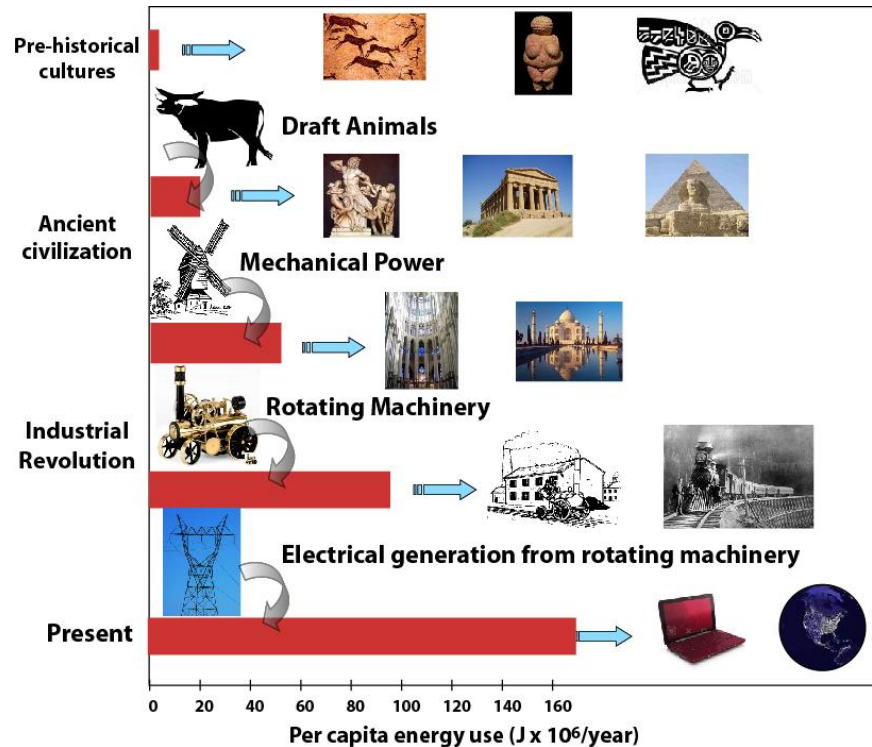 Pre-historical
cultures
Draft Animals
Ancient
civilization
Mechanical Power
Rotating Machinery
Industrial
Revolution
Electrical generation from rotating machinery
Present
0 20 40 60 80 100 120 140 160
Per capita energy use (J x 10⁶/year)